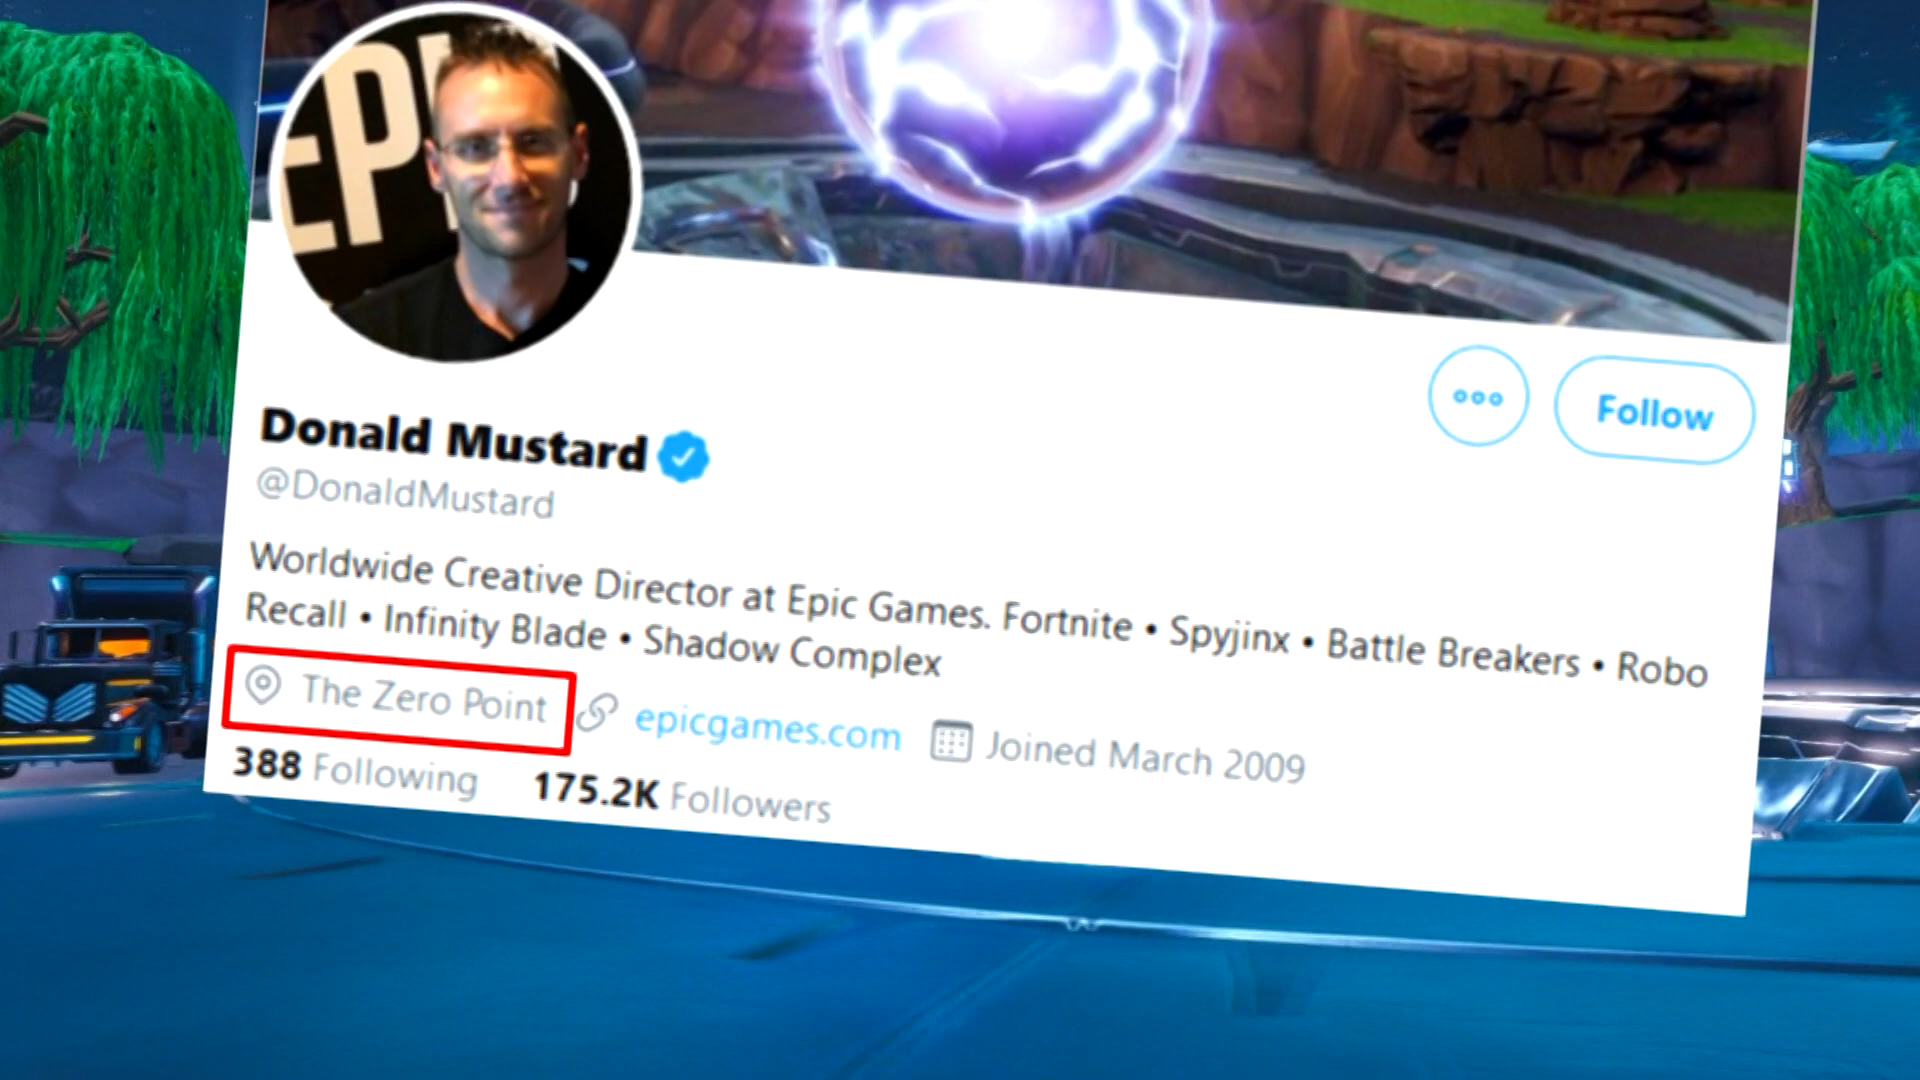 EPIC
Donald Mustard
@DonaldMustard
Follow
Worldwide Creative Director at Epic Games. Fortnite • Spyjinx • Battle Breakers • Robo
Recall • Infinity Blade • Shadow Complex
The Zero Point epicgames.com Joined March 2009
388 Following 175.2K Followers